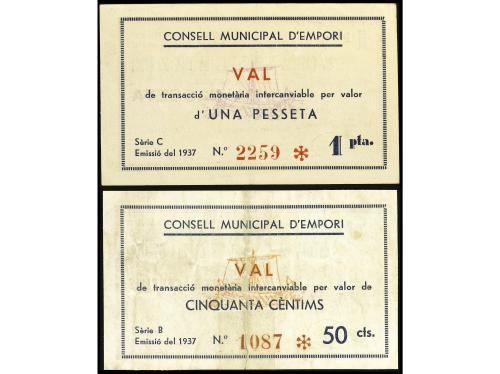 CONSELL MUNICIPAL D'EMPORI
VAL
de transacció monetària intercanviable per valor
d'UNA PESSETA
Sèrie C
Emissió del 1937 N.º 2259 * 1 pta.
CONSELL MUNICIPAL D'EMPORI
VAL
de transacció monetària intercanviable per valor de
CINQUANTA CÈNTIMS
Sèrie B
Emissió del 1937 N.º 1087 * 50 cts.